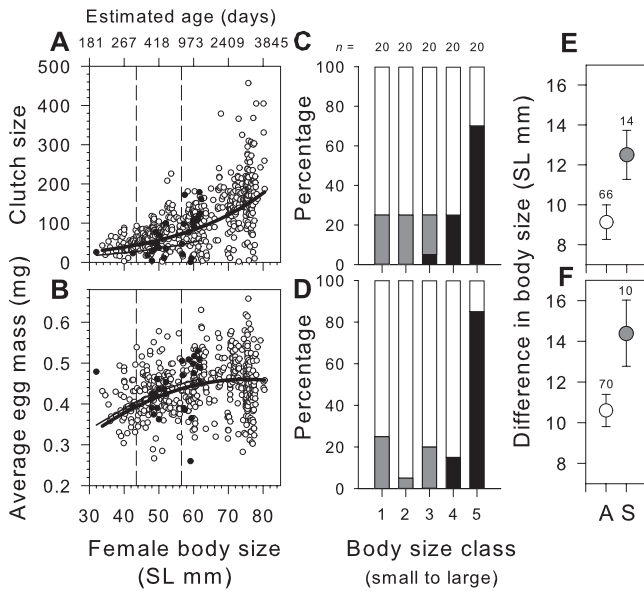 Estimated age (days)
A
181 267 418 973 2409 3845
500
400
300
200
100
0
Clutch size
B
0.6
0.5
0.4
0.3
0.2
Average egg mass (mg)
30 40 50 60 70 80
Female body size
(SL mm)
C
n = 20 20 20 20 20
100
80
60
40
20
0
Percentage
D
100
80
60
40
20
0
Percentage
1 2 3 4 5
Body size class
(small to large)
E
16
14
12
10
8
66
14
Difference in body size (SL mm)
F
16
14
12
10
8
70
10
A S